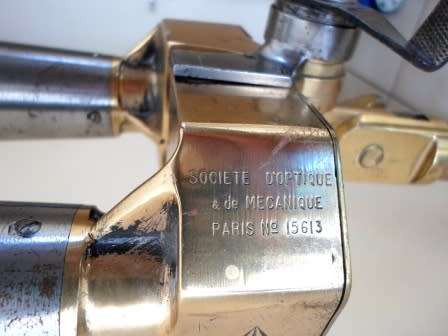 SOCIETE D'OPTIQUE
& de MECANIQUE
PARIS No 15613